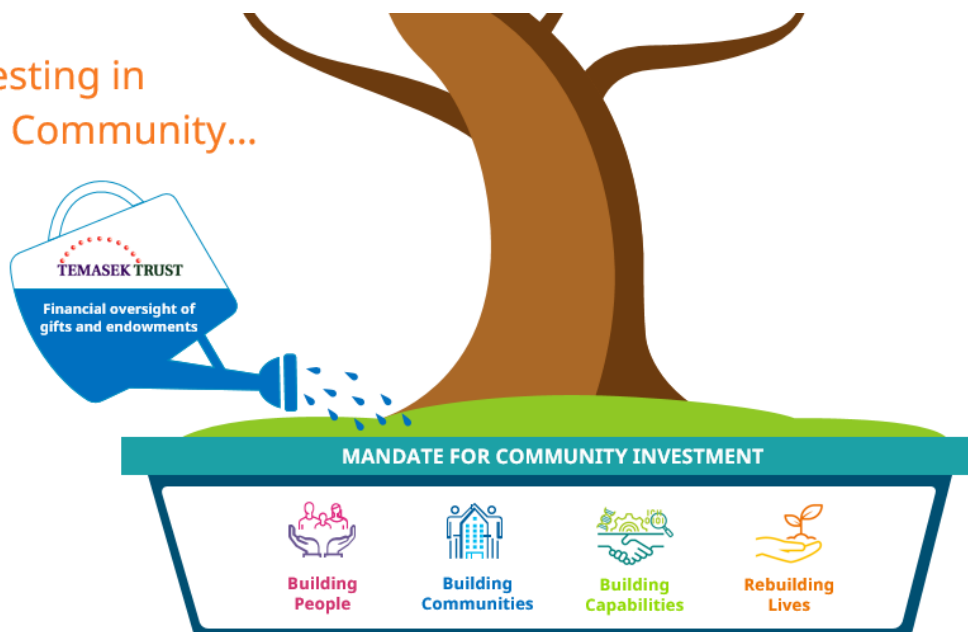 esting in
Community...
TEMASEK TRUST
Financial oversight of
gifts and endowments
MANDATE FOR COMMUNITY INVESTMENT
Building
People
Building
Communities
Building
Capabilities
Rebuilding
Lives